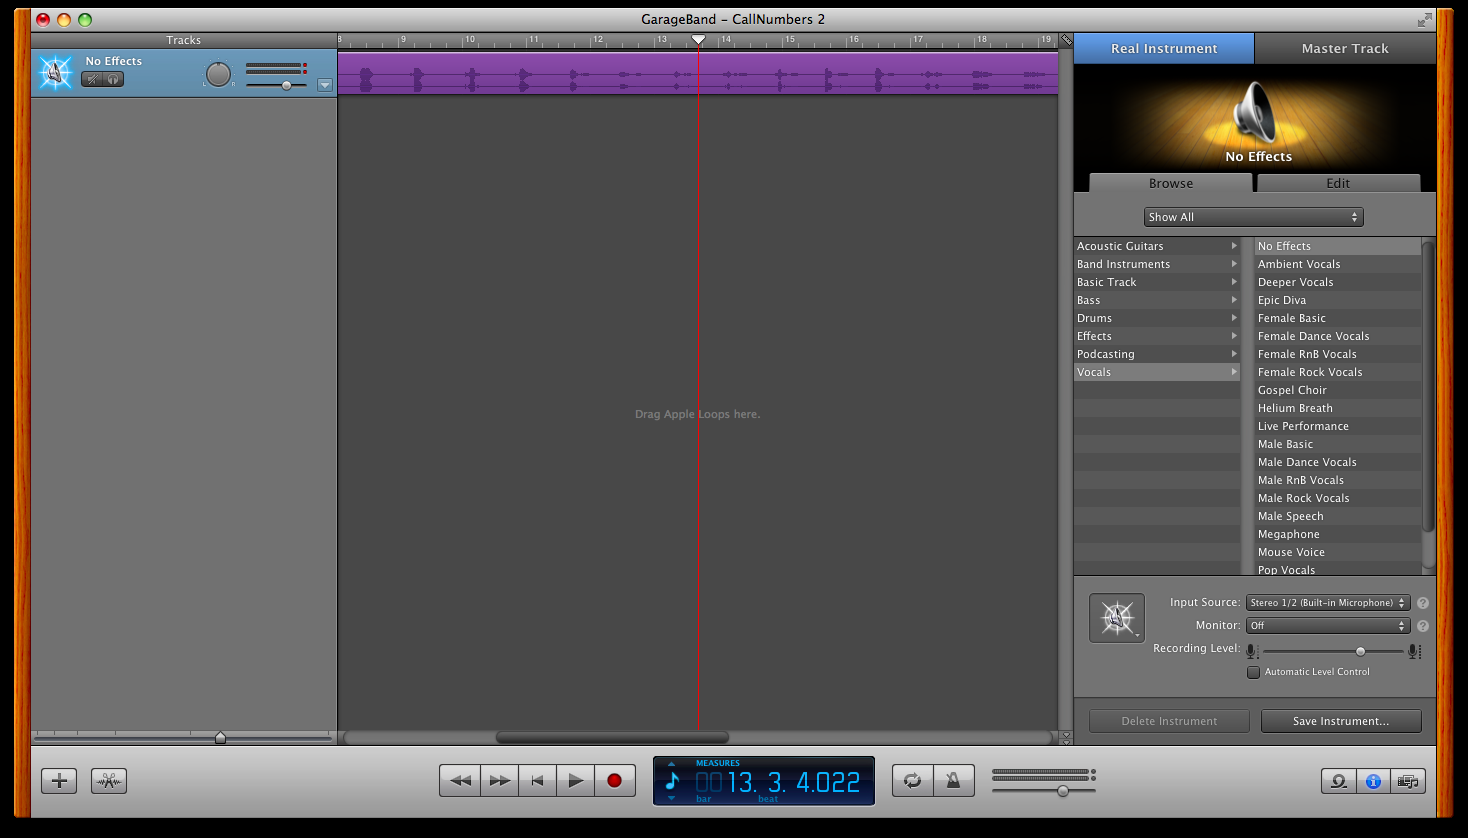 GarageBand - CallNumbers 2
Tracks
8 9 10 11 12 13 14 15 16 17 18 19
No Effects
L R
Drag Apple Loops here.
Real Instrument Master Track
No Effects
Browse Edit
Show All
Acoustic Guitars
Band Instruments
Basic Track
Bass
Drums
Effects
Podcasting
Vocals
No Effects
Ambient Vocals
Deeper Vocals
Epic Diva
Female Basic
Female Dance Vocals
Female RnB Vocals
Female Rock Vocals
Gospel Choir
Helium Breath
Live Performance
Male Basic
Male Dance Vocals
Male RnB Vocals
Male Rock Vocals
Male Speech
Megaphone
Mouse Voice
Pop Vocals
Input Source: Stereo 1/2 (Built-in Microphone) ?
Monitor: Off ?
Recording Level:
Automatic Level Control
Delete Instrument Save Instrument...
MEASURES
13. 3. 4.022
bar beat